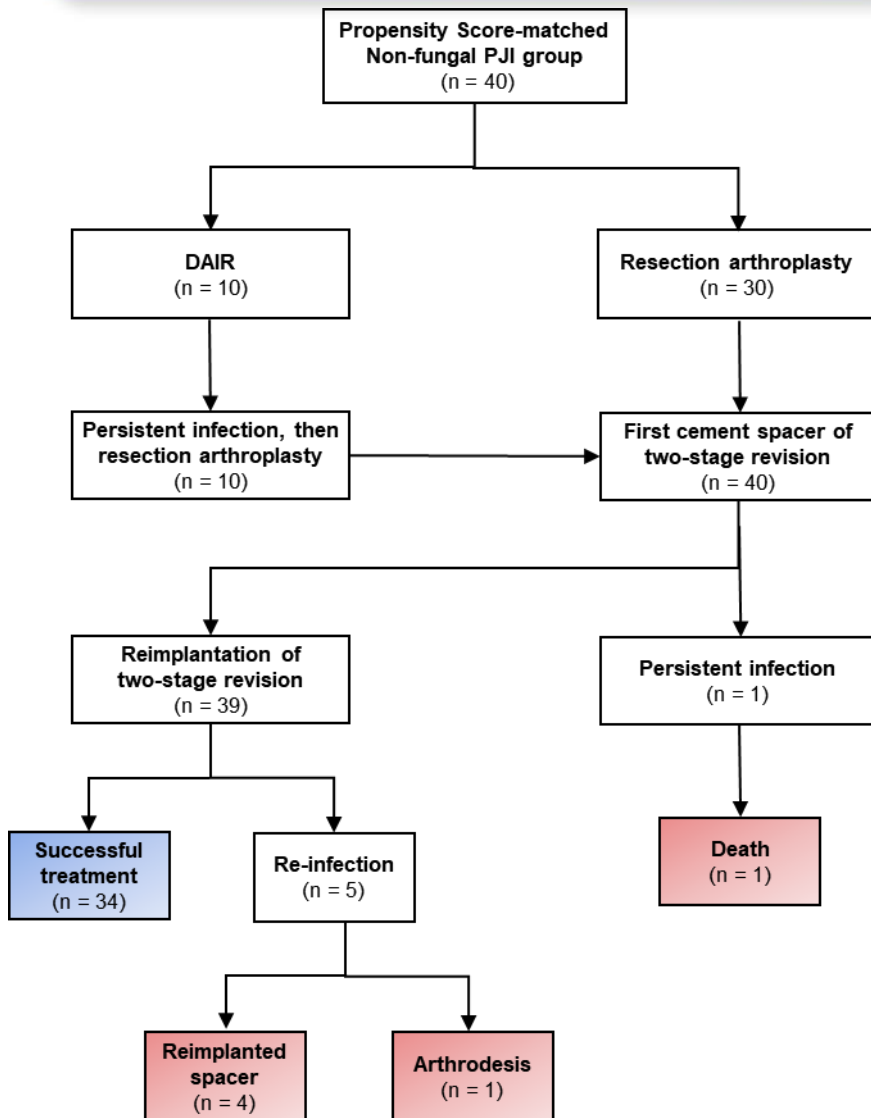 Propensity Score-matched
Non-fungal PJI group
(n = 40)
DAIR
(n = 10)
Resection arthroplasty
(n = 30)
Persistent infection, then
resection arthroplasty
(n = 10)
First cement spacer of
two-stage revision
(n = 40)
Reimplantation of
two-stage revision
(n = 39)
Persistent infection
(n = 1)
Successful
treatment
(n = 34)
Re-infection
(n = 5)
Death
(n = 1)
Reimplanted
spacer
(n = 4)
Arthrodesis
(n = 1)